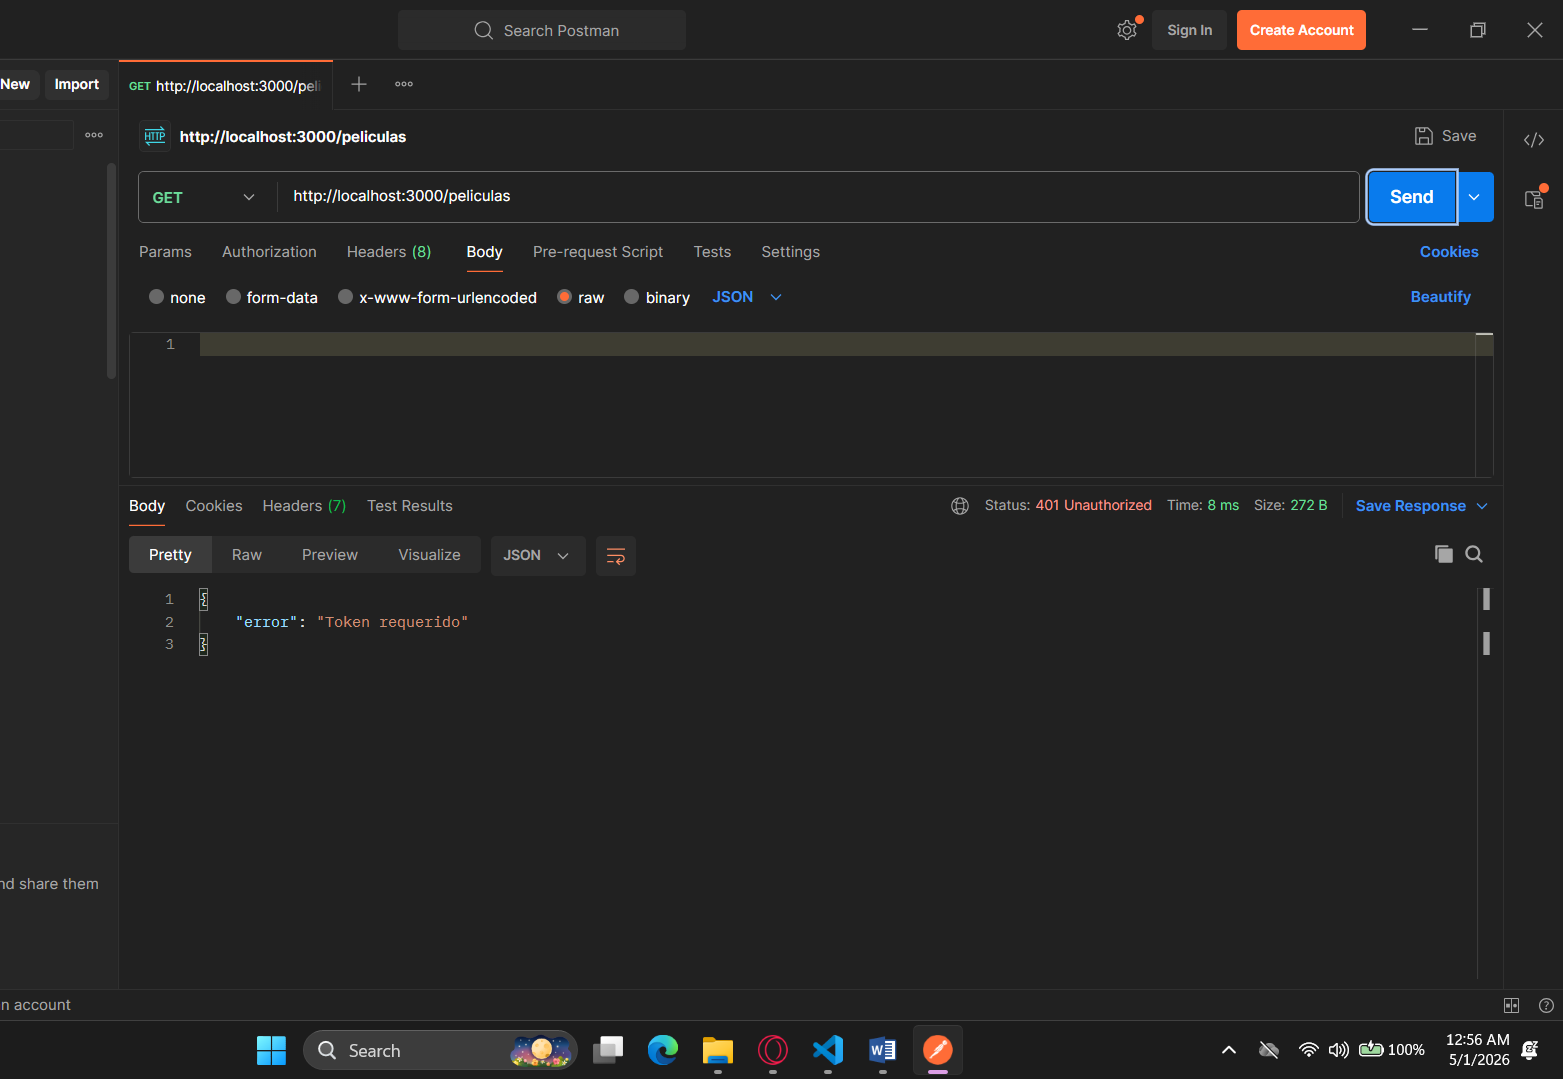 Search Postman
Sign In
Create Account
New
Import
GET http://localhost:3000/peli
HTTP http://localhost:3000/peliculas
Save
GET
http://localhost:3000/peliculas
Send
Params
Authorization
Headers (8)
Body
Pre-request Script
Tests
Settings
Cookies
none
form-data
x-www-form-urlencoded
raw
binary
JSON
Beautify
1
Body
Cookies
Headers (7)
Test Results
Status: 401 Unauthorized
Time: 8 ms
Size: 272 B
Save Response
Pretty
Raw
Preview
Visualize
JSON
1 {
2 "error": "Token requerido"
3 }
nd share them
n account
Search
100%
12:56 AM
5/1/2026